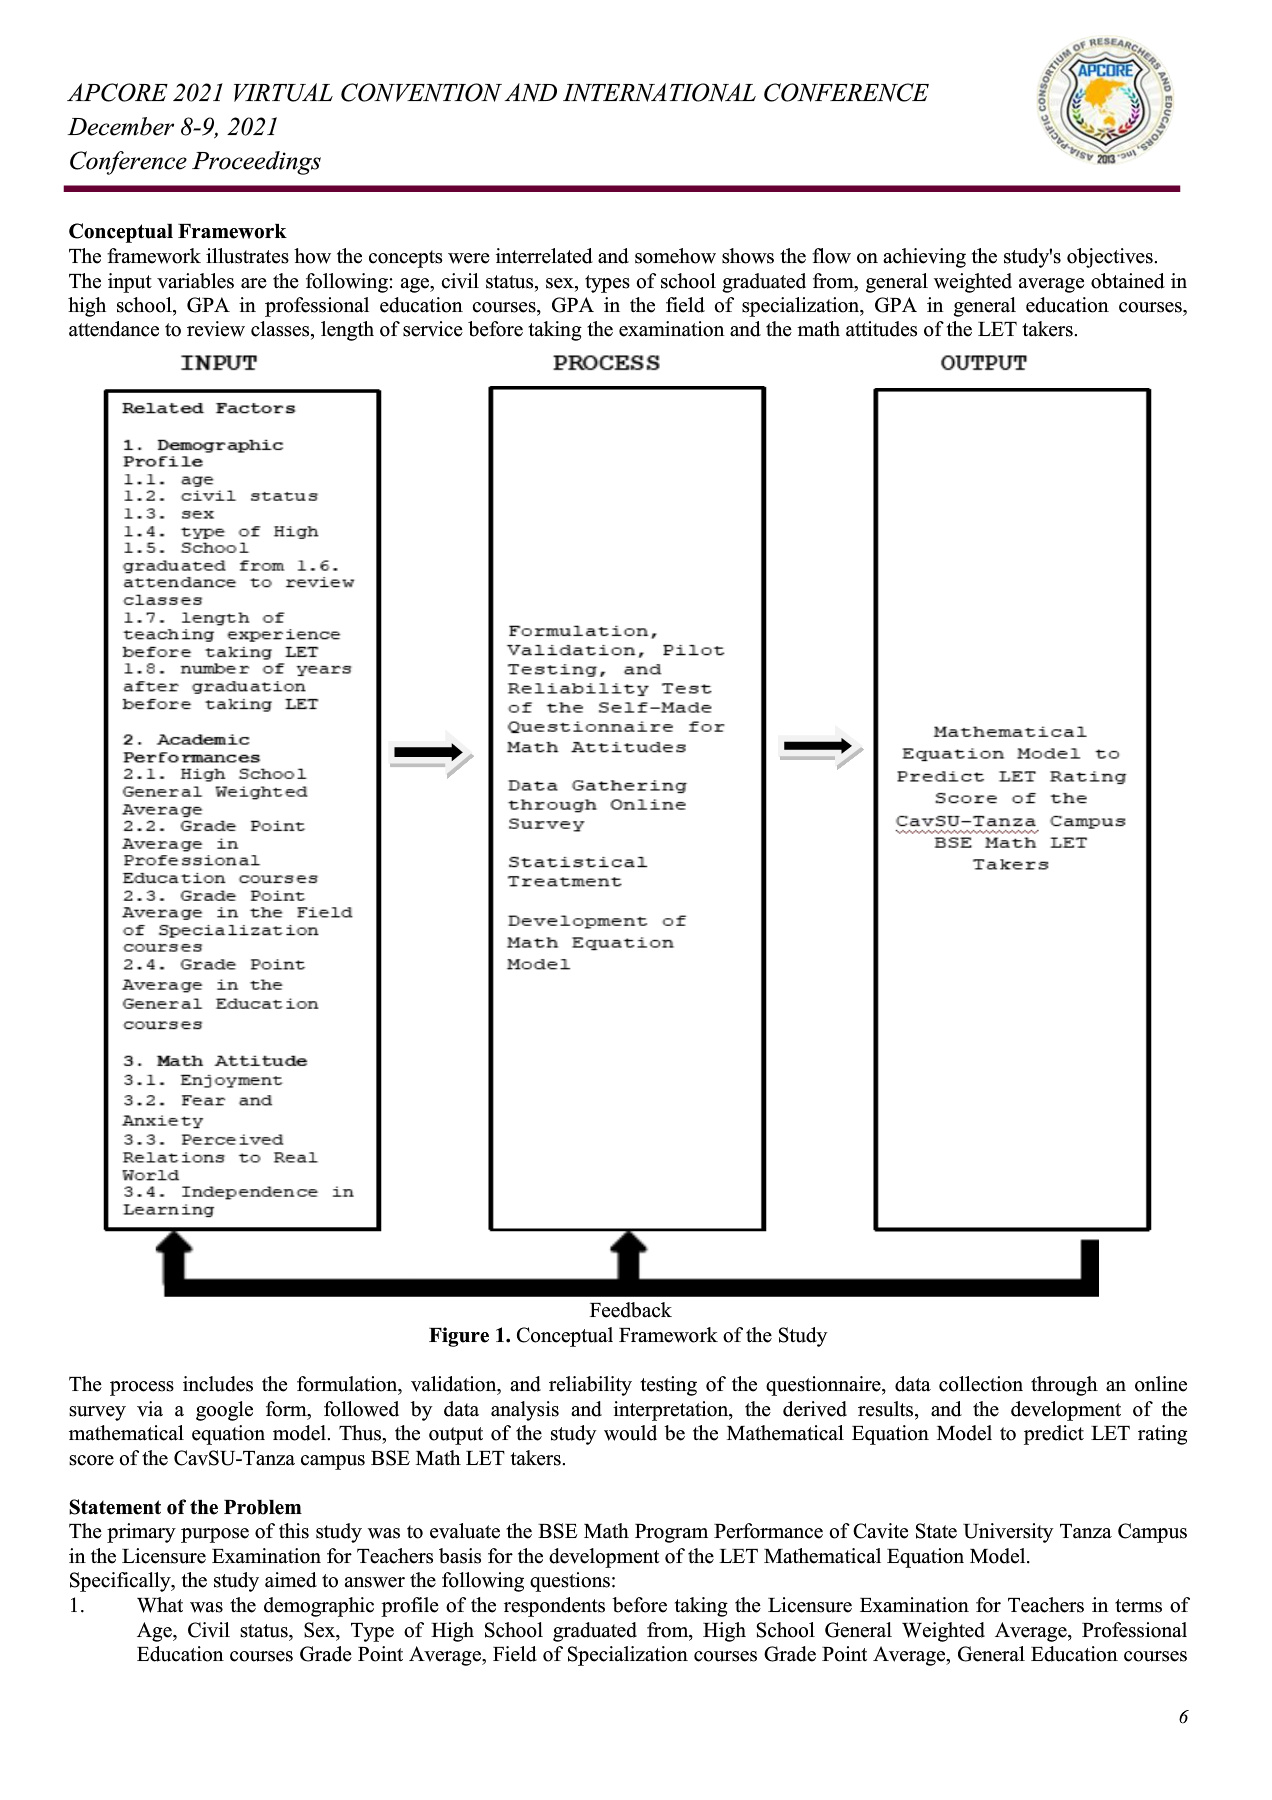 APCORE 2021 VIRTUAL CONVENTION AND INTERNATIONAL CONFERENCE
December 8-9, 2021
Conference Proceedings
ASIA-PACIFIC CONSORTIUM OF RESEARCHERS AND EDUCATORS, Inc.
APCORE
2013
Conceptual Framework
The framework illustrates how the concepts were interrelated and somehow shows the flow on achieving the study's objectives.
The input variables are the following: age, civil status, sex, types of school graduated from, general weighted average obtained in
high school, GPA in professional education courses, GPA in the field of specialization, GPA in general education courses,
attendance to review classes, length of service before taking the examination and the math attitudes of the LET takers.
INPUT
Related Factors
1. Demographic
Profile
1.1. age
1.2. civil status
1.3. sex
1.4. type of High
1.5. School
graduated from 1.6.
attendance to review
classes
1.7. length of
teaching experience
before taking LET
1.8. number of years
after graduation
before taking LET
2. Academic
Performances
2.1. High School
General Weighted
Average
2.2. Grade Point
Average in
Professional
Education courses
2.3. Grade Point
Average in the Field
of Specialization
courses
2.4. Grade Point
Average in the
General Education
courses
3. Math Attitude
3.1. Enjoyment
3.2. Fear and
Anxiety
3.3. Perceived
Relations to Real
World
3.4. Independence in
Learning
PROCESS
Formulation,
Validation, Pilot
Testing, and
Reliability Test
of the Self-Made
Questionnaire for
Math Attitudes
Data Gathering
through Online
Survey
Statistical
Treatment
Development of
Math Equation
Model
OUTPUT
Mathematical
Equation Model to
Predict LET Rating
Score of the
CavSU-Tanza Campus
BSE Math LET
Takers
Feedback
Figure 1. Conceptual Framework of the Study
The process includes the formulation, validation, and reliability testing of the questionnaire, data collection through an online
survey via a google form, followed by data analysis and interpretation, the derived results, and the development of the
mathematical equation model. Thus, the output of the study would be the Mathematical Equation Model to predict LET rating
score of the CavSU-Tanza campus BSE Math LET takers.
Statement of the Problem
The primary purpose of this study was to evaluate the BSE Math Program Performance of Cavite State University Tanza Campus
in the Licensure Examination for Teachers basis for the development of the LET Mathematical Equation Model.
Specifically, the study aimed to answer the following questions:
1. What was the demographic profile of the respondents before taking the Licensure Examination for Teachers in terms of
Age, Civil status, Sex, Type of High School graduated from, High School General Weighted Average, Professional
Education courses Grade Point Average, Field of Specialization courses Grade Point Average, General Education courses
6